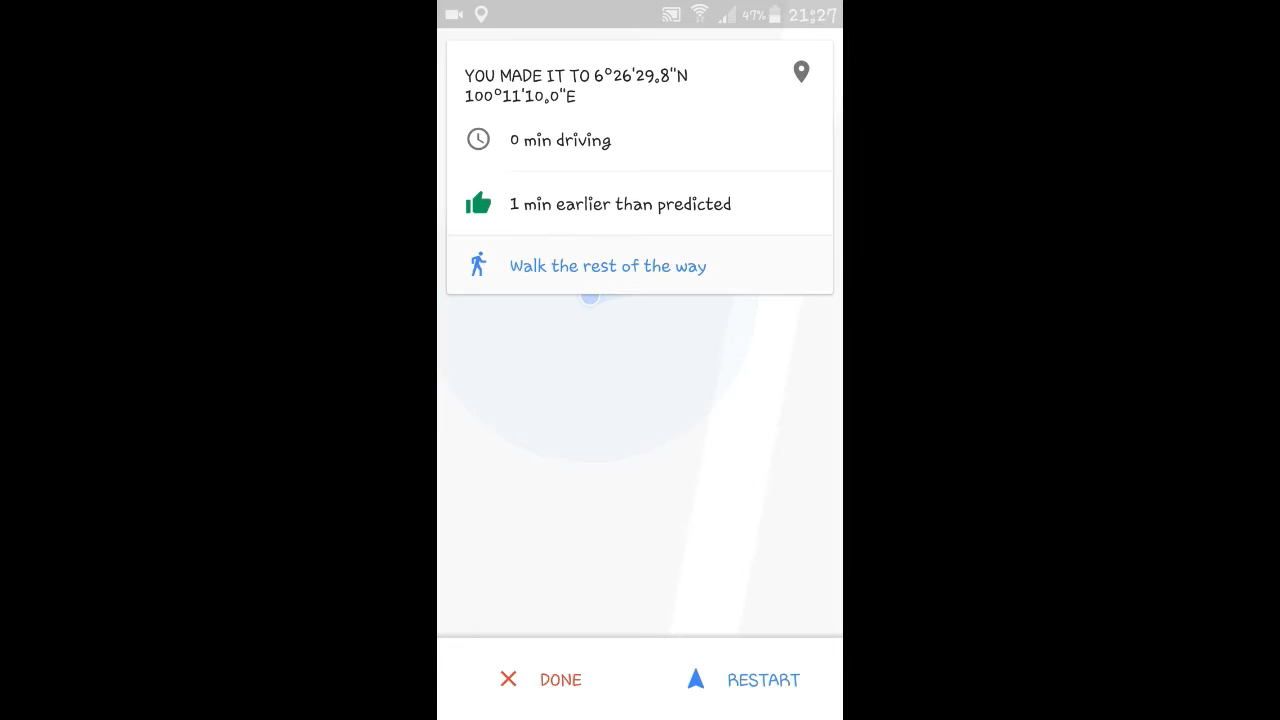 47% 21:27
YOU MADE IT TO 6°26'29.8"N
100°11'10.0"E
0 min driving
1 min earlier than predicted
Walk the rest of the way
DONE RESTART